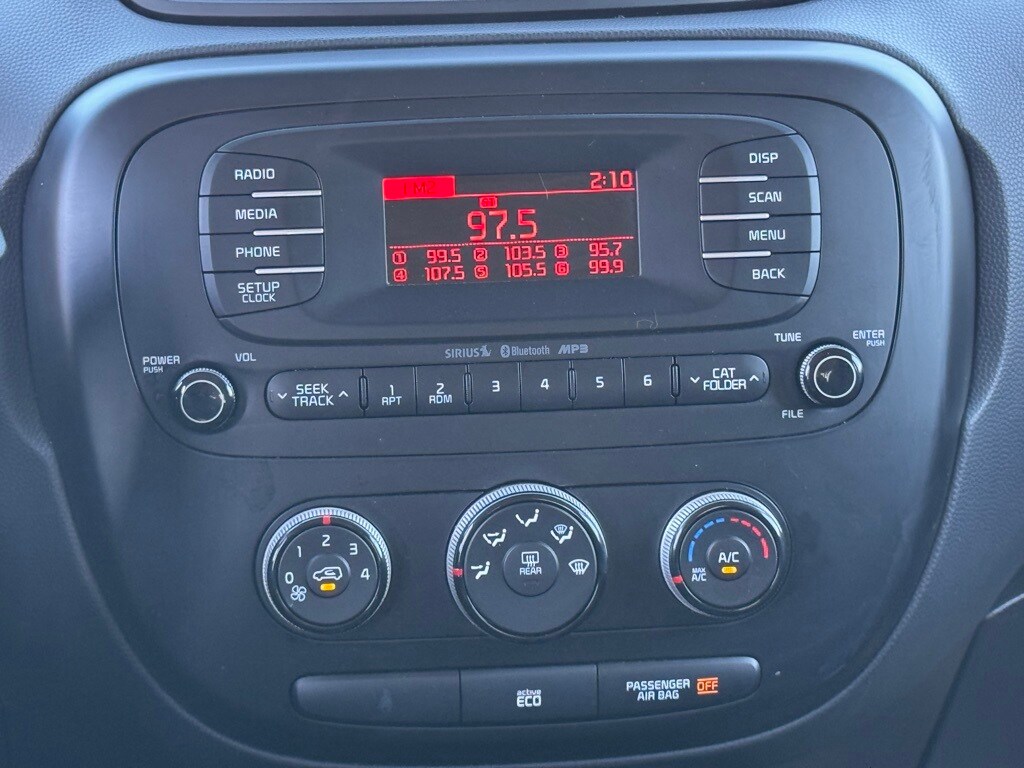 RADIO
MEDIA
PHONE
SETUP
CLOCK
FM2 2:10
97.5
1 99.5 2 103.5 3 95.7
4 107.5 5 105.5 6 99.9
DISP
SCAN
MENU
BACK
POWER
PUSH
VOL
SIRIUS Bluetooth MP3
TUNE
ENTER
PUSH
FILE
SEEK
TRACK
1
RPT
2
RDM
3
4
5
6
CAT
FOLDER
0 1 2 3 4
REAR
MAX
A/C
A/C
active
ECO
PASSENGER
AIR BAG OFF